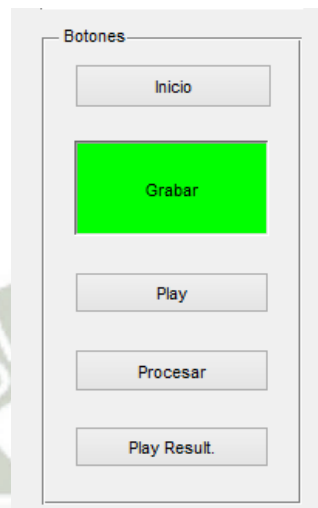 Botones
Inicio
Grabar
Play
Procesar
Play Result.